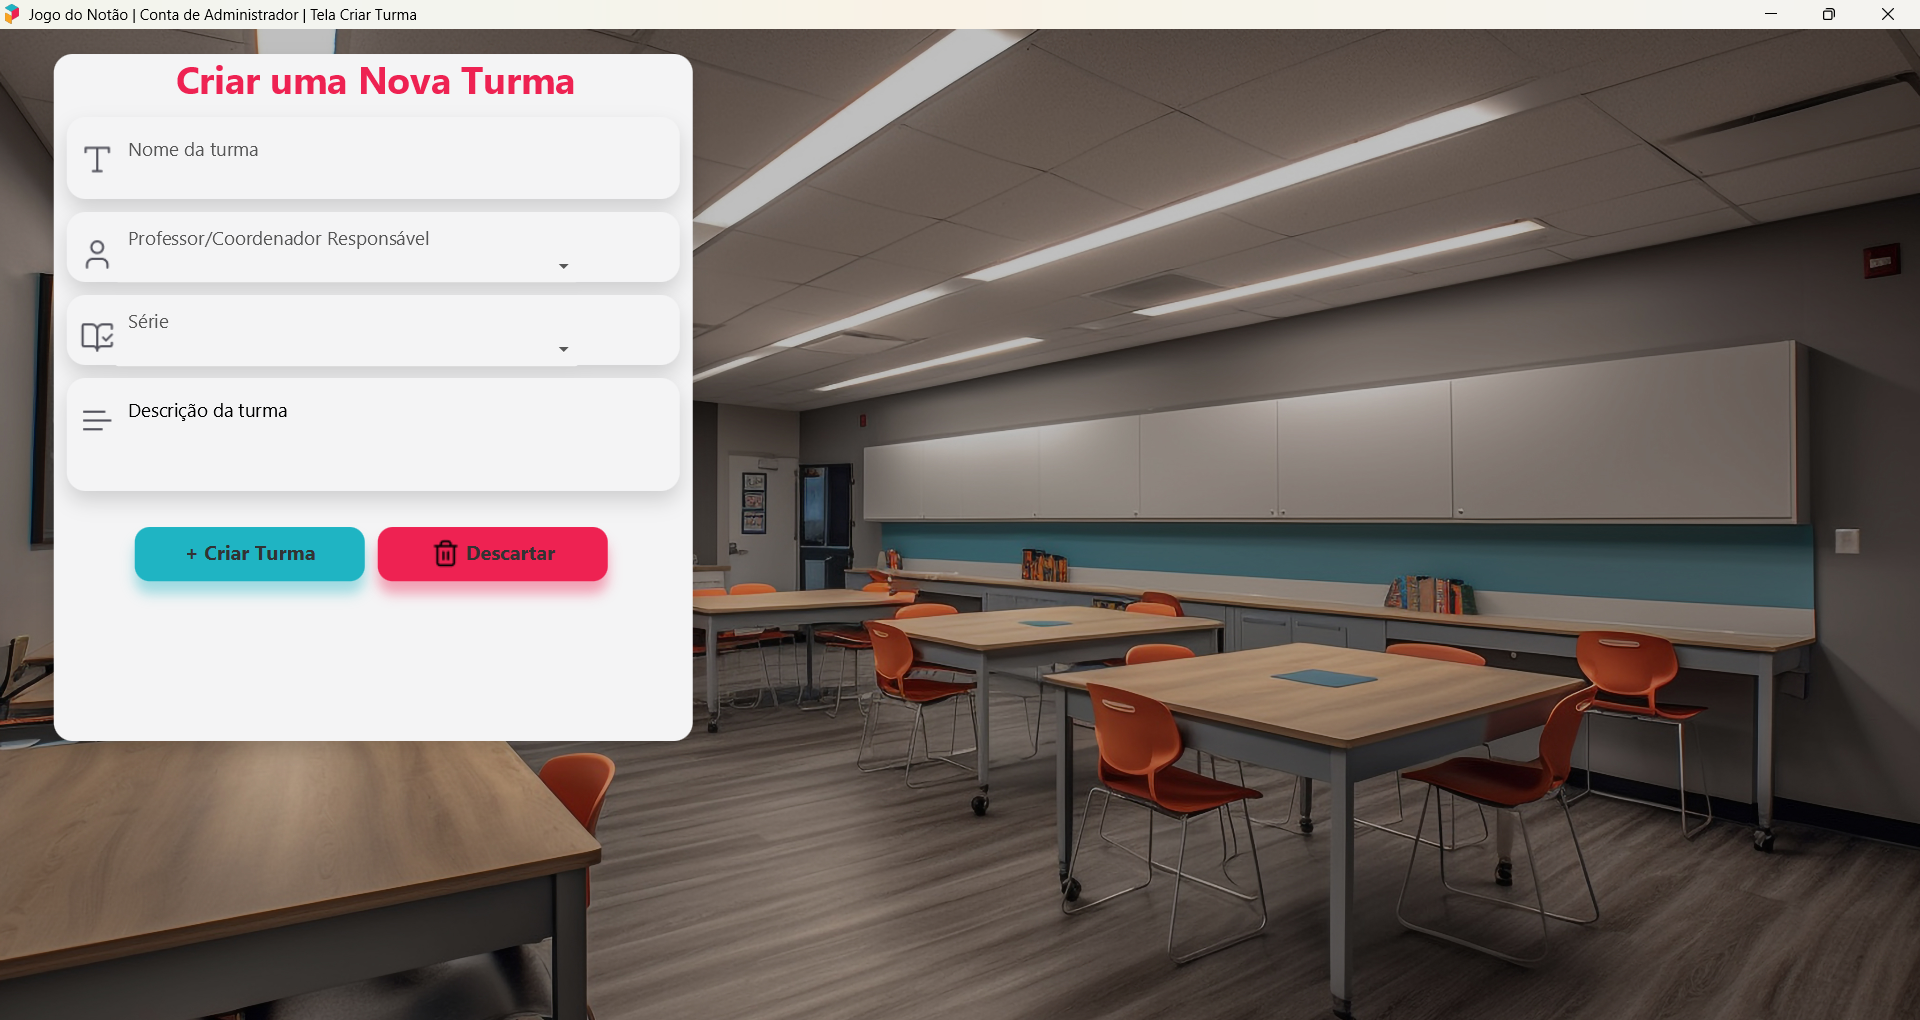 Jogo do Notão | Conta de Administrador | Tela Criar Turma
Criar uma Nova Turma
Nome da turma
Professor/Coordenador Responsável
Série
Descrição da turma
+ Criar Turma
Descartar